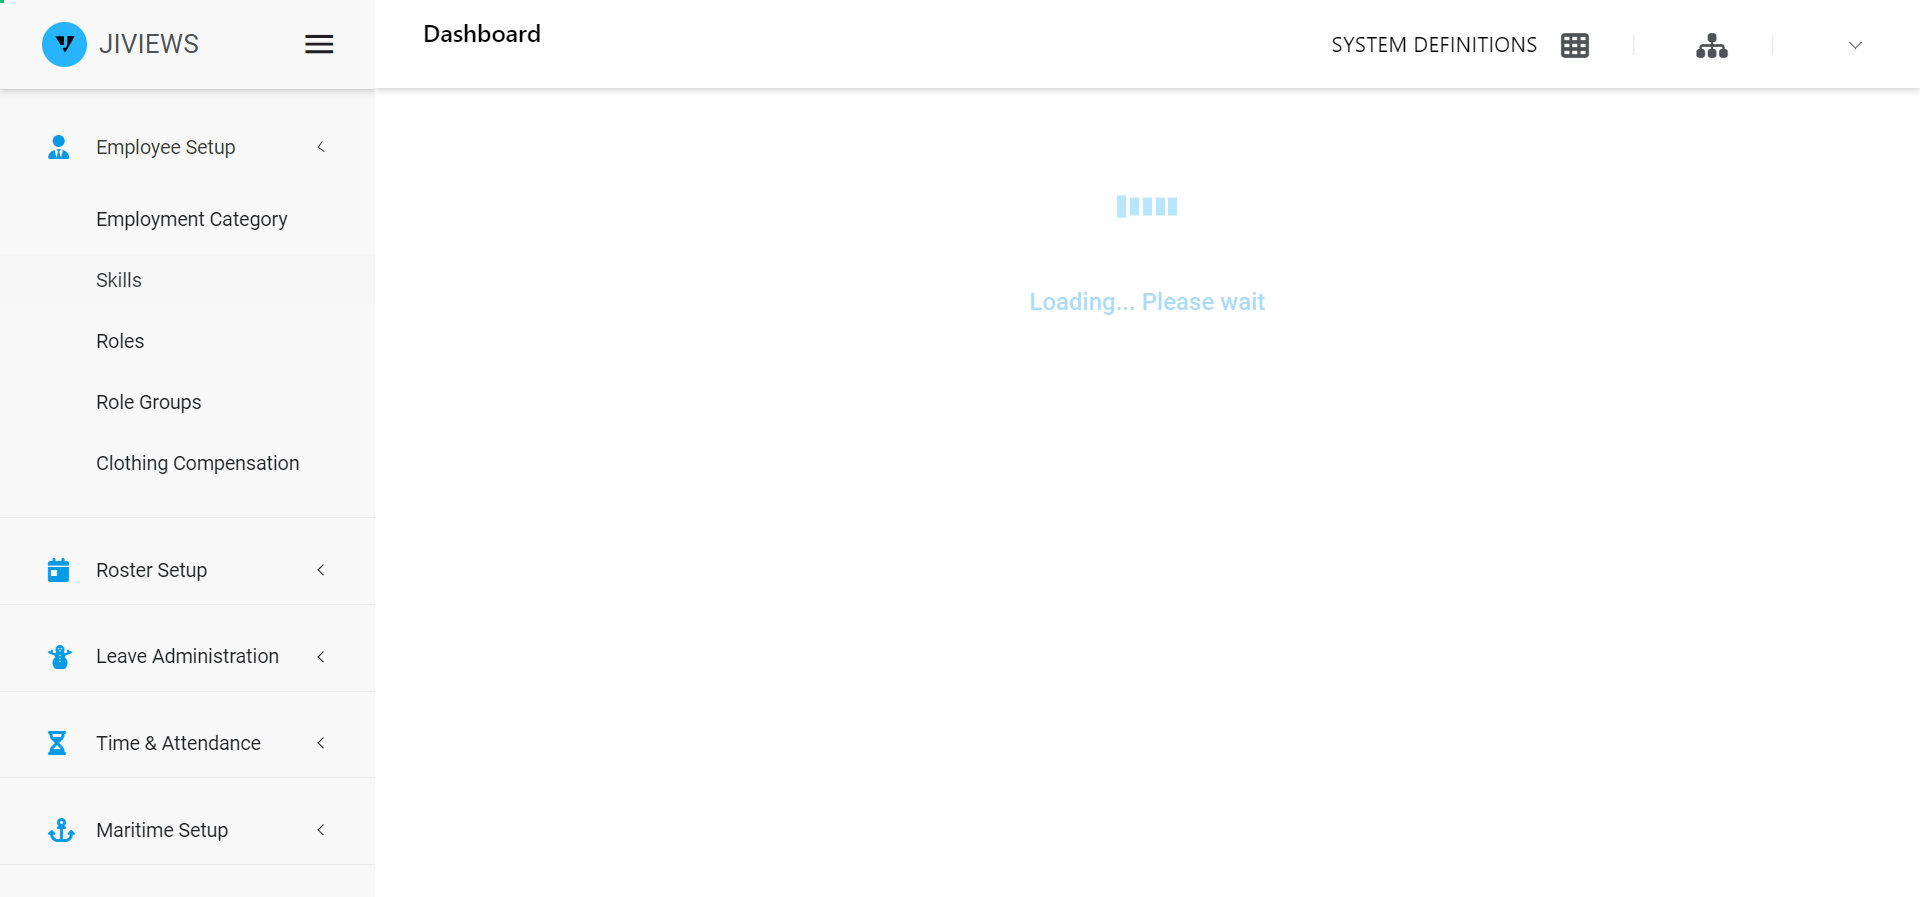 JIVIEWS
Dashboard
SYSTEM DEFINITIONS
Employee Setup
Employment Category
Skills
Roles
Role Groups
Clothing Compensation
Roster Setup
Leave Administration
Time & Attendance
Maritime Setup
Loading... Please wait